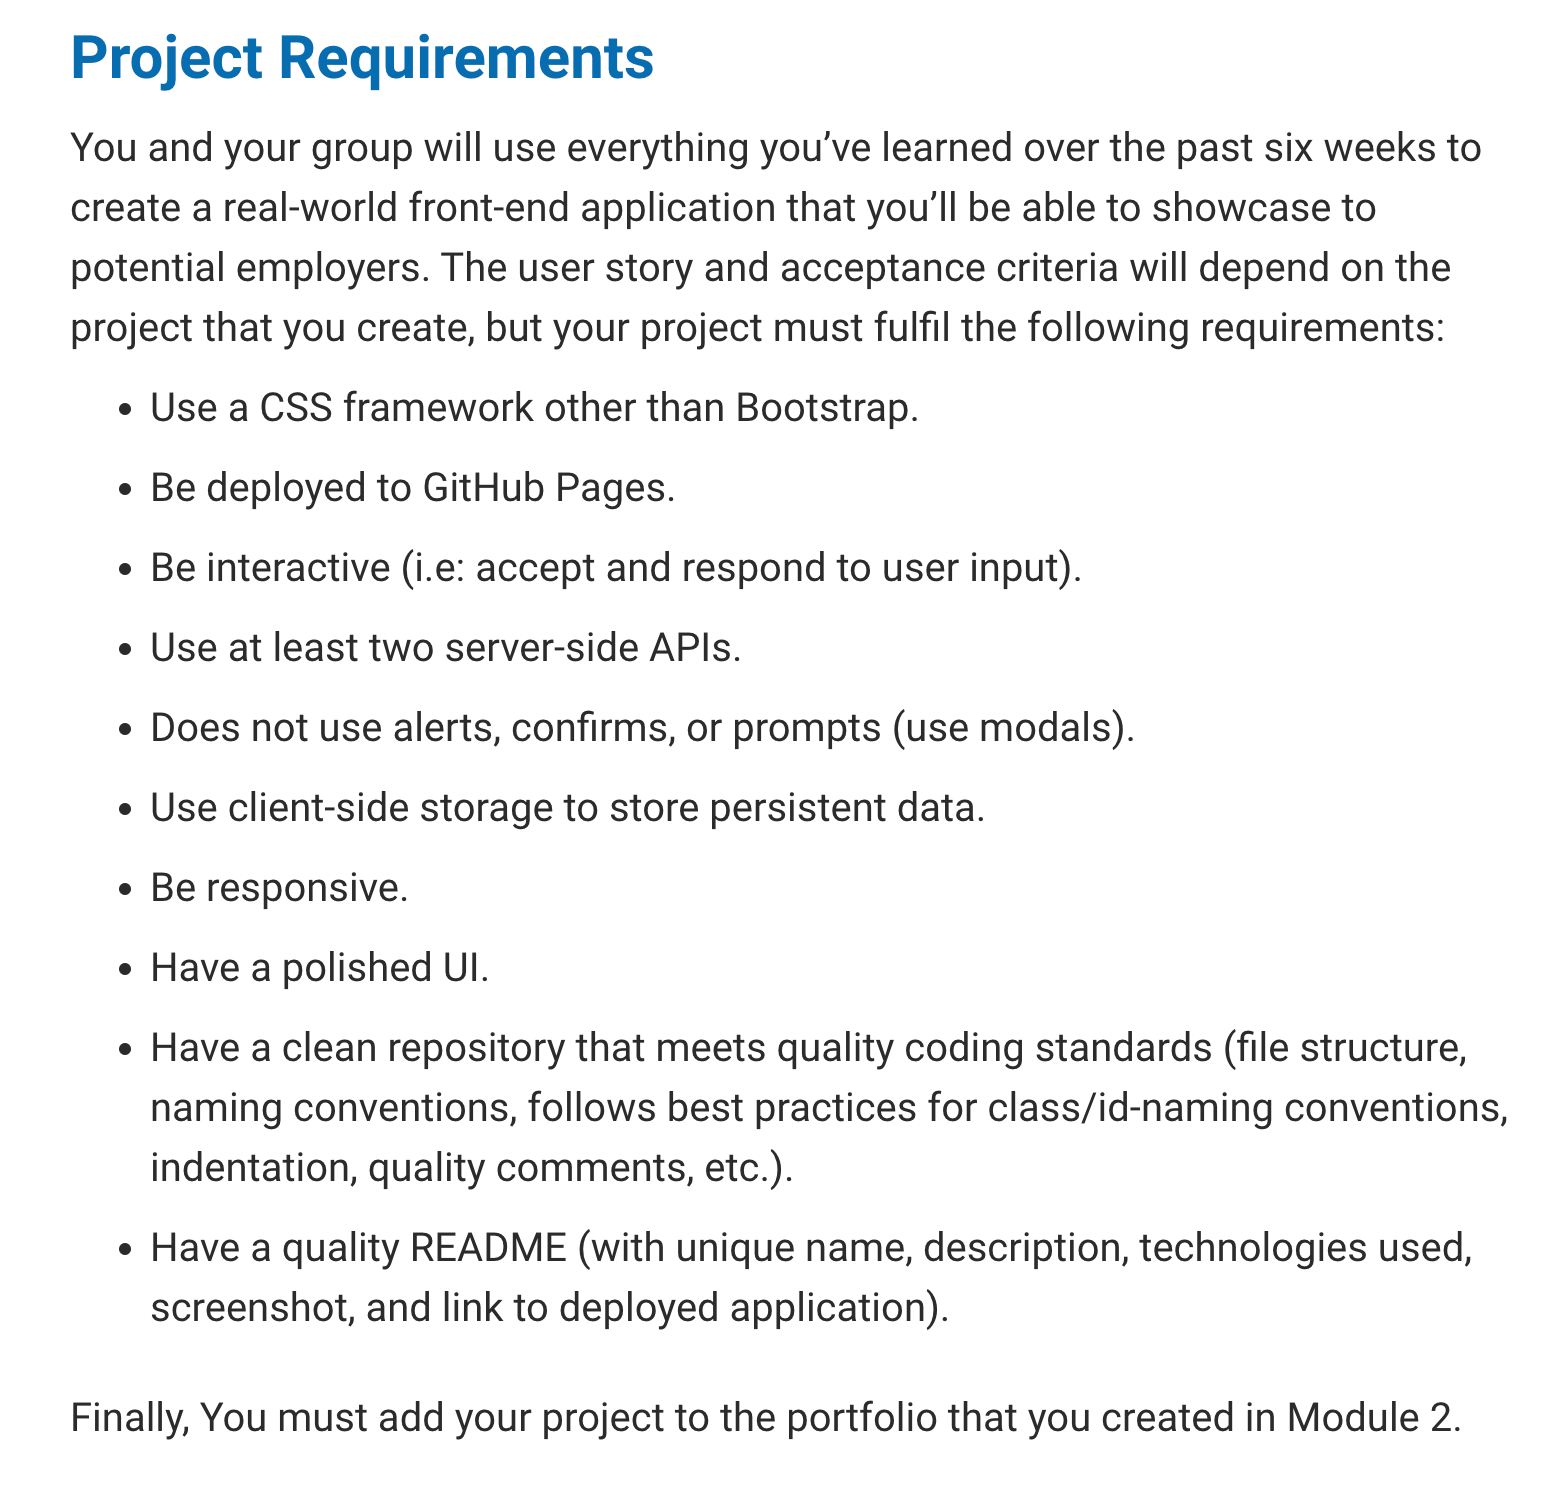 Project Requirements
You and your group will use everything you’ve learned over the past six weeks to
create a real-world front-end application that you’ll be able to showcase to
potential employers. The user story and acceptance criteria will depend on the
project that you create, but your project must fulfil the following requirements:
• Use a CSS framework other than Bootstrap.
• Be deployed to GitHub Pages.
• Be interactive (i.e: accept and respond to user input).
• Use at least two server-side APIs.
• Does not use alerts, confirms, or prompts (use modals).
• Use client-side storage to store persistent data.
• Be responsive.
• Have a polished UI.
• Have a clean repository that meets quality coding standards (file structure,
naming conventions, follows best practices for class/id-naming conventions,
indentation, quality comments, etc.).
• Have a quality README (with unique name, description, technologies used,
screenshot, and link to deployed application).
Finally, You must add your project to the portfolio that you created in Module 2.